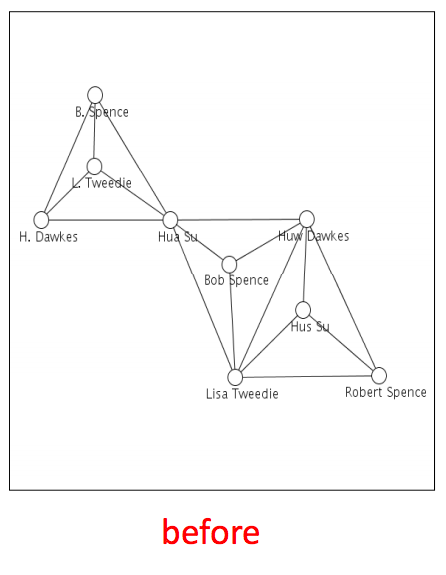 B. Spence
L. Tweedie
H. Dawkes
Hua Su
Huw Dawkes
Bob Spence
Hus Su
Lisa Tweedie
Robert Spence
before